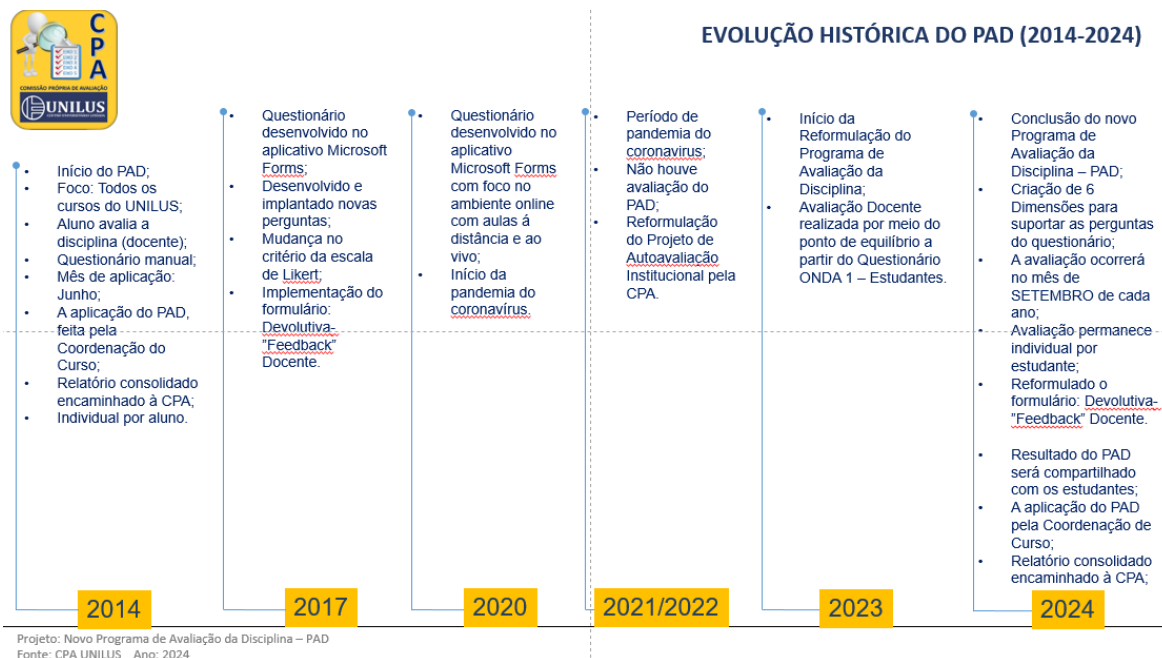 C
P
A
COMISSÃO PRÓPRIA DE AVALIAÇÃO
UNILUS
EVOLUÇÃO HISTÓRICA DO PAD (2014-2024)
• Início do PAD;
• Foco: Todos os
cursos do UNILUS;
• Aluno avalia a
disciplina (docente);
• Questionário manual;
• Mês de aplicação:
Junho;
• A aplicação do PAD,
feita pela
Coordenação do
Curso;
• Relatório consolidado
encaminhado à CPA;
• Individual por aluno.
2014
• Questionário
desenvolvido no
aplicativo Microsoft
Forms;
• Desenvolvido e
implantado novas
perguntas;
• Mudança no
critério da escala
de Likert;
• Implementação do
formulário:
Devolutiva-
"Feedback"
Docente.
2017
• Questionário
desenvolvido no
aplicativo
Microsoft Forms
com foco no
ambiente online
com aulas á
distância e ao
vivo;
• Início da
pandemia do
coronavírus.
2020
• Período de
pandemia do
coronavirus;
• Não houve
avaliação do
PAD;
• Reformulação
do Projeto de
Autoavaliação
Institucional pela
CPA.
2021/2022
• Início da
Reformulação do
Programa de
Avaliação da
Disciplina;
• Avaliação Docente
realizada por meio do
ponto de equilíbrio a
partir do Questionário
ONDA 1 – Estudantes.
2023
• Conclusão do novo
Programa de
Avaliação da
Disciplina – PAD;
• Criação de 6
Dimensões para
suportar as perguntas
do questionário;
• A avaliação ocorrerá
no mês de
SETEMBRO de cada
ano;
• Avaliação permanece
individual por
estudante;
• Reformulado o
formulário: Devolutiva-
"Feedback" Docente.
• Resultado do PAD
será compartilhado
com os estudantes;
• A aplicação do PAD
pela Coordenação de
Curso;
• Relatório consolidado
encaminhado à CPA;
2024
Projeto: Novo Programa de Avaliação da Disciplina – PAD
Fonte: CPA UNILUS Ano: 2024